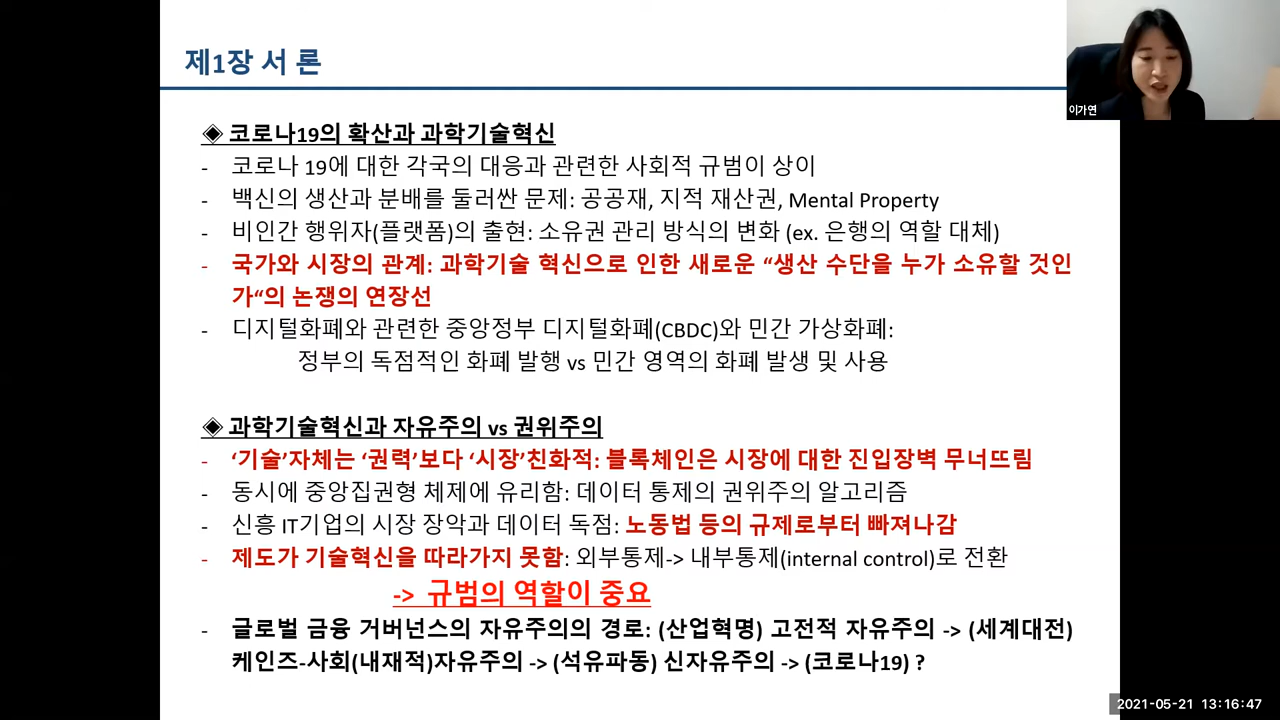 제1장 서 론
이가연
◈ 코로나19의 확산과 과학기술혁신
- 코로나 19에 대한 각국의 대응과 관련한 사회적 규범이 상이
- 백신의 생산과 분배를 둘러싼 문제: 공공재, 지적 재산권, Mental Property
- 비인간 행위자(플랫폼)의 출현: 소유권 관리 방식의 변화 (ex. 은행의 역할 대체)
- 국가와 시장의 관계: 과학기술 혁신으로 인한 새로운 “생산 수단을 누가 소유할 것인
가“의 논쟁의 연장선
- 디지털화폐와 관련한 중앙정부 디지털화폐(CBDC)와 민간 가상화폐:
정부의 독점적인 화폐 발행 vs 민간 영역의 화폐 발생 및 사용
◈ 과학기술혁신과 자유주의 vs 권위주의
- ‘기술’자체는 ‘권력’보다 ‘시장’친화적: 블록체인은 시장에 대한 진입장벽 무너뜨림
- 동시에 중앙집권형 체제에 유리함: 데이터 통제의 권위주의 알고리즘
- 신흥 IT기업의 시장 장악과 데이터 독점: 노동법 등의 규제로부터 빠져나감
- 제도가 기술혁신을 따라가지 못함: 외부통제-> 내부통제(internal control)로 전환
-> 규범의 역할이 중요
- 글로벌 금융 거버넌스의 자유주의의 경로: (산업혁명) 고전적 자유주의 -> (세계대전)
케인즈-사회(내재적)자유주의 -> (석유파동) 신자유주의 -> (코로나19) ?
2021-05-21 13:16:47